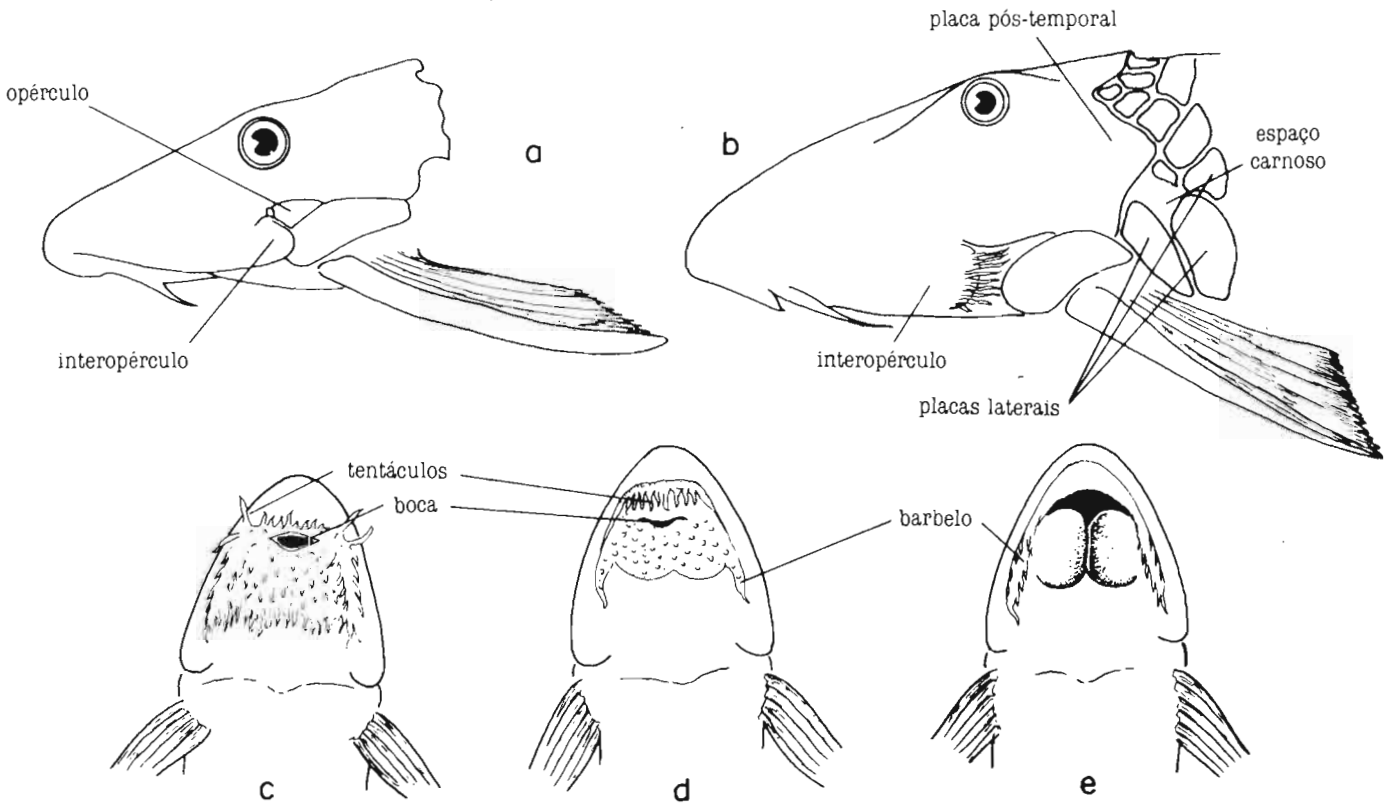 placa pós-temporal
opérculo
a
b
espaço
carnoso
interopérculo
interopérculo
placas laterais
tentáculos
boca
barbelo
c
d
e